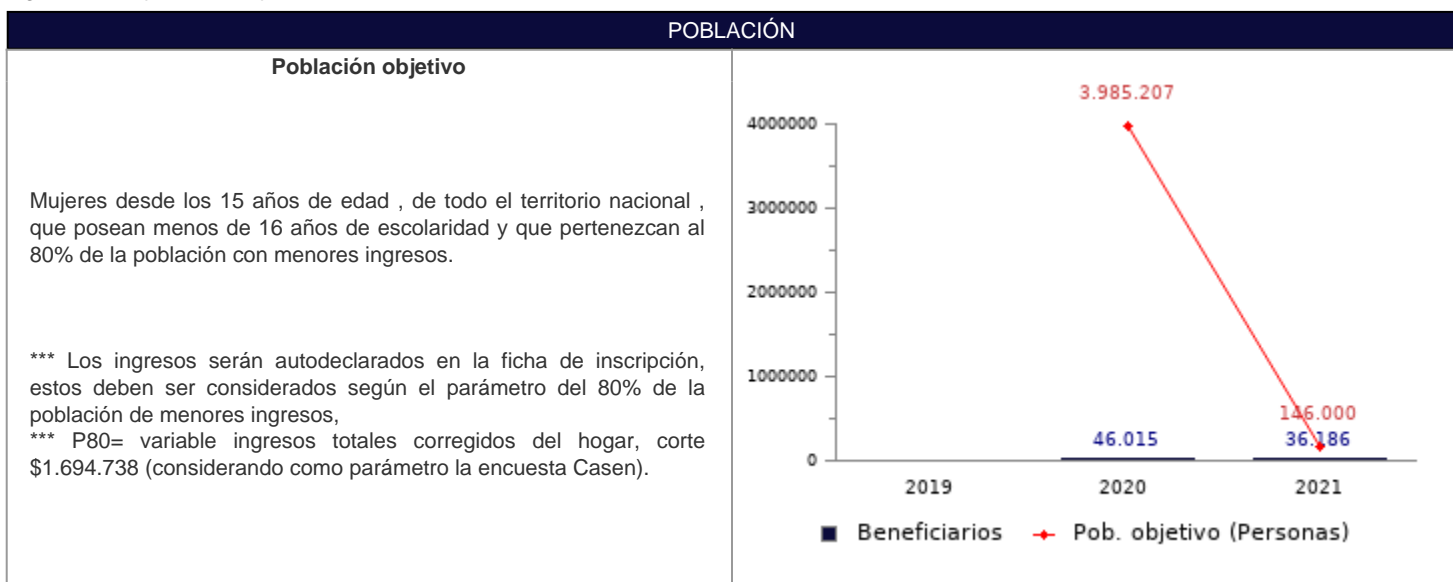 POBLACIÓN
Población objetivo
Mujeres desde los 15 años de edad , de todo el territorio nacional ,
que posean menos de 16 años de escolaridad y que pertenezcan al
80% de la población con menores ingresos.
*** Los ingresos serán autodeclarados en la ficha de inscripción,
estos deben ser considerados según el parámetro del 80% de la
población de menores ingresos,
*** P80= variable ingresos totales corregidos del hogar, corte
$1.694.738 (considerando como parámetro la encuesta Casen).
3.985.207
4000000
3000000
2000000
1000000
146.000
46.015
36.186
0
2019
2020
2021
Beneficiarios
Pob. objetivo (Personas)